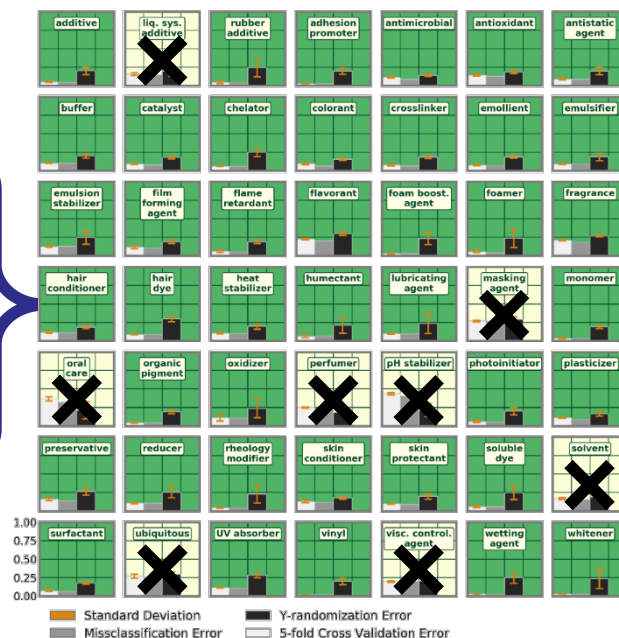 additive
liq. sys.
additive
rubber
additive
adhesion
promoter
antimicrobial
antioxidant
antistatic
agent
buffer
catalyst
chelator
colorant
crosslinker
emollient
emulsifier
emulsion
stabilizer
film
forming
agent
flame
retardant
flavorant
foam boost.
agent
foamer
fragrance
hair
conditioner
hair
dye
heat
stabilizer
humectant
lubricating
agent
masking
agent
monomer
oral
care
organic
pigment
oxidizer
perfumer
pH stabilizer
photoinitiator
plasticizer
preservative
reducer
rheology
modifier
skin
conditioner
skin
protectant
soluble
dye
solvent
1.00
0.75
0.50
0.25
0.00
surfactant
ubiquitous
UV absorber
vinyl
visc. control.
agent
wetting
agent
whitener
Standard Deviation
Y-randomization Error
Missclassification Error
5-fold Cross Validation Error